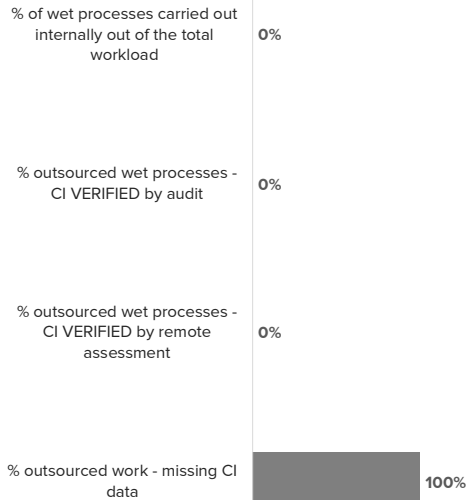 % of wet processes carried out
internally out of the total
workload
0%
% outsourced wet processes -
CI VERIFIED by audit
0%
% outsourced wet processes -
CI VERIFIED by remote
assessment
0%
% outsourced work - missing CI
data
100%